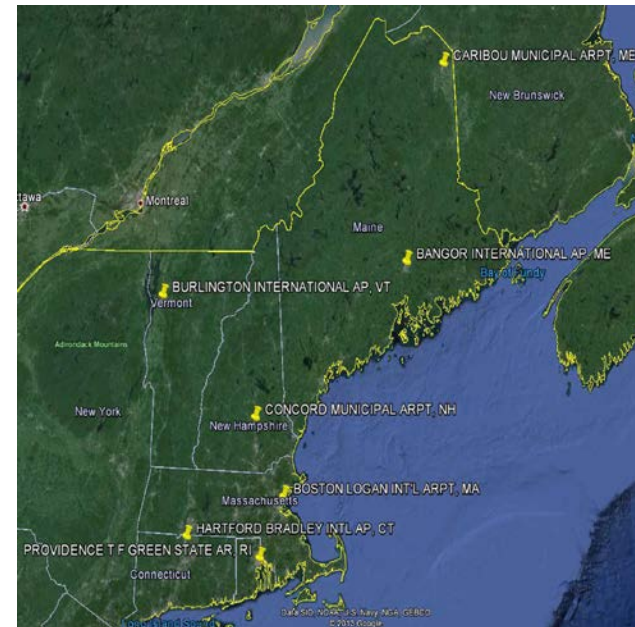 CARIBOU MUNICIPAL ARPT, ME
New Brunswick
ttawa
Montreal
Maine
BANGOR INTERNATIONAL AP, ME
Bay of Fundy
BURLINGTON INTERNATIONAL AP, VT
Vermont
Adirondack Mountains
New York
CONCORD MUNICIPAL ARPT, NH
New Hampshire
BOSTON LOGAN INT'L ARPT, MA
Massachusetts
HARTFORD BRADLEY INTL AP, CT
PROVIDENCE T F GREEN STATE AR, RI
Connecticut
Data SIO, NOAA, U.S. Navy, NGA, GEBCO
© 2013 Google